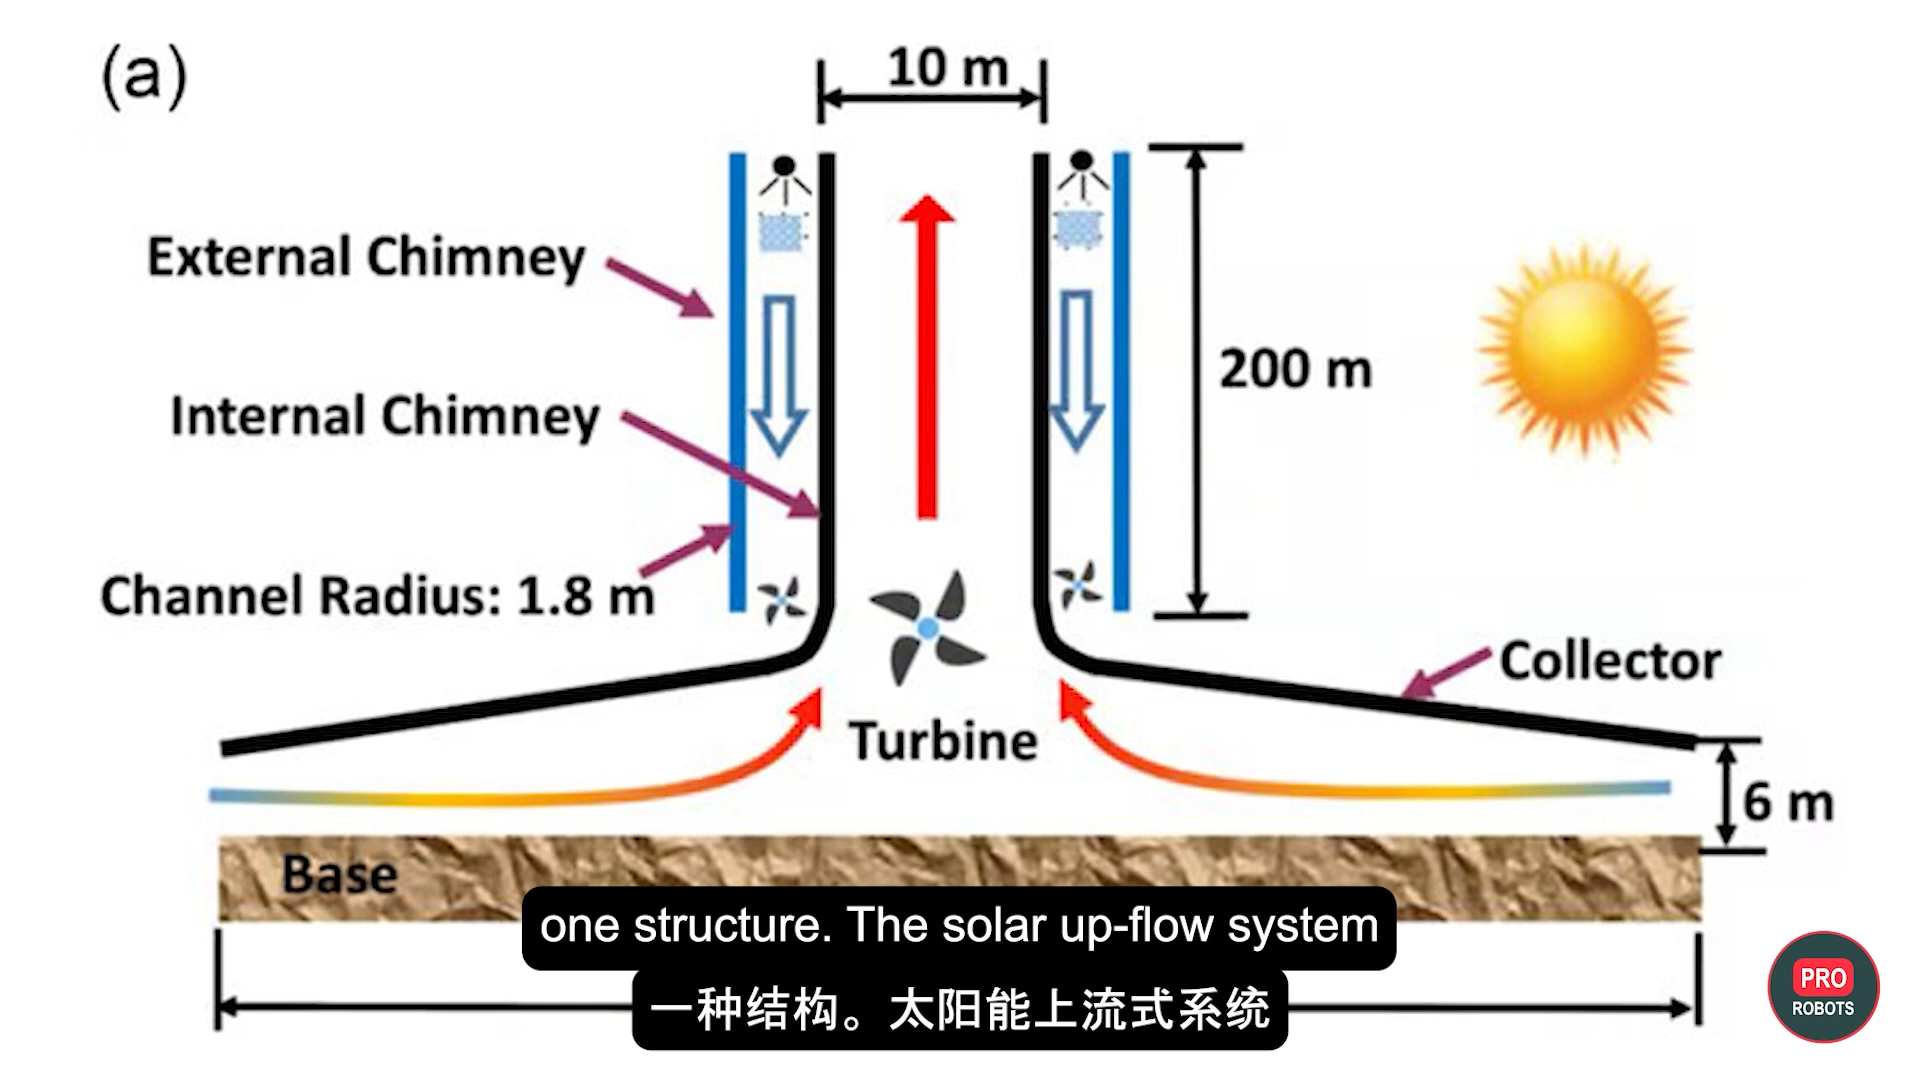 (a)
10 m
External Chimney
200 m
Internal Chimney
Channel Radius: 1.8 m
Collector
Turbine
6 m
Base
one structure. The solar up-flow system
一种结构。太阳能上流式系统
PRO
ROBOTS